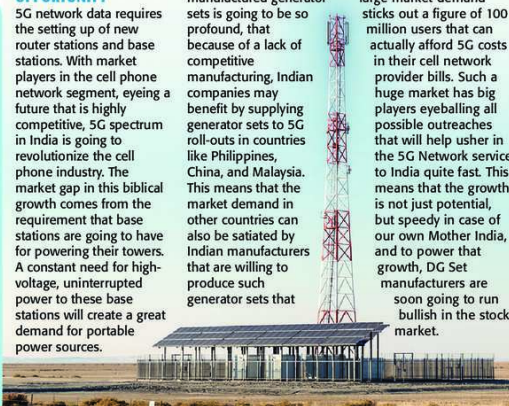 5G network data requires
the setting up of new
router stations and base
stations. With market
players in the cell phone
network segment, eyeing a
future that is highly
competitive, 5G spectrum
in India is going to
revolutionize the cell
phone industry. The
market gap in this biblical
growth comes from the
requirement that base
stations are going to have
for powering their towers.
A constant need for high-
voltage, uninterrupted
power to these base
stations will create a great
demand for portable
power sources.
manufactured generator
sets is going to be so
profound, that
because of a lack of
competitive
manufacturing, Indian
companies may
benefit by supplying
generator sets to 5G
roll-outs in countries
like Philippines,
China, and Malaysia.
This means that the
market demand in
other countries can
also be satiated by
Indian manufacturers
that are willing to
produce such
generator sets that
large market demand
sticks out a figure of 100
million users that can
actually afford 5G costs
in their cell network
provider bills. Such a
huge market has big
players eyeballing all
possible outreaches
that will help usher in
the 5G Network service
to India quite fast. This
means that the growth
is not just potential,
but speedy in case of
our own Mother India,
and to power that
growth, DG Set
manufacturers are
soon going to run
bullish in the stock
market.